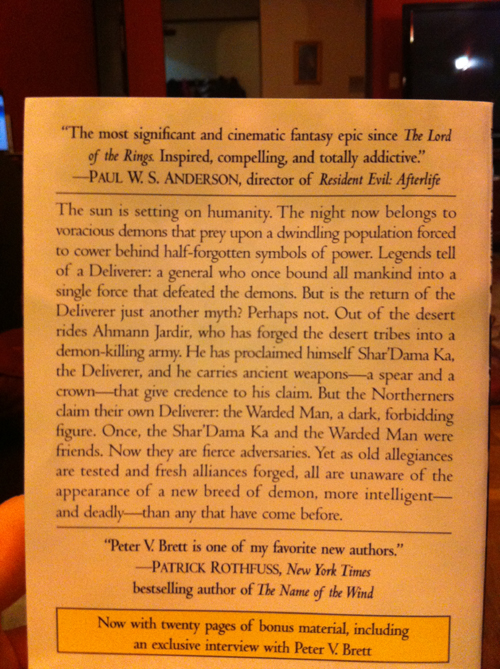 “The most significant and cinematic fantasy epic since The Lord
of the Rings. Inspired, compelling, and totally addictive.”
—PAUL W. S. ANDERSON, director of Resident Evil: Afterlife
The sun is setting on humanity. The night now belongs to
voracious demons that prey upon a dwindling population forced
to cower behind half-forgotten symbols of power. Legends tell
of a Deliverer: a general who once bound all mankind into a
single force that defeated the demons. But is the return of the
Deliverer just another myth? Perhaps not. Out of the desert
rides Ahmann Jardir, who has forged the desert tribes into a
demon-killing army. He has proclaimed himself Shar’Dama Ka,
the Deliverer, and he carries ancient weapons—a spear and a
crown—that give credence to his claim. But the Northerners
claim their own Deliverer: the Warded Man, a dark, forbidding
figure. Once, the Shar’Dama Ka and the Warded Man were
friends. Now they are fierce adversaries. Yet as old allegiances
are tested and fresh alliances forged, all are unaware of the
appearance of a new breed of demon, more intelligent—
and deadly—than any that have come before.
“Peter V. Brett is one of my favorite new authors.”
—PATRICK ROTHFUSS, New York Times
bestselling author of The Name of the Wind
Now with twenty pages of bonus material, including
an exclusive interview with Peter V. Brett